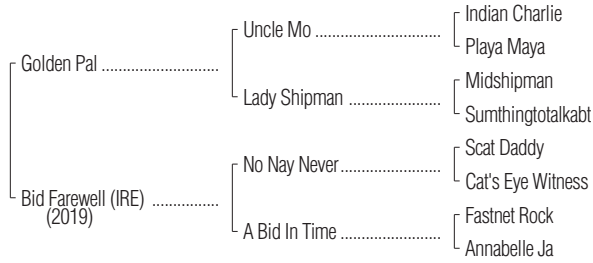 Indian Charlie
Uncle Mo
Playa Maya
Golden Pal
Midshipman
Lady Shipman
Sumthingtotalkabt
Scat Daddy
No Nay Never
Cat's Eye Witness
Bid Farewell (IRE)
(2019)
Fastnet Rock
A Bid In Time
Annabelle Ja